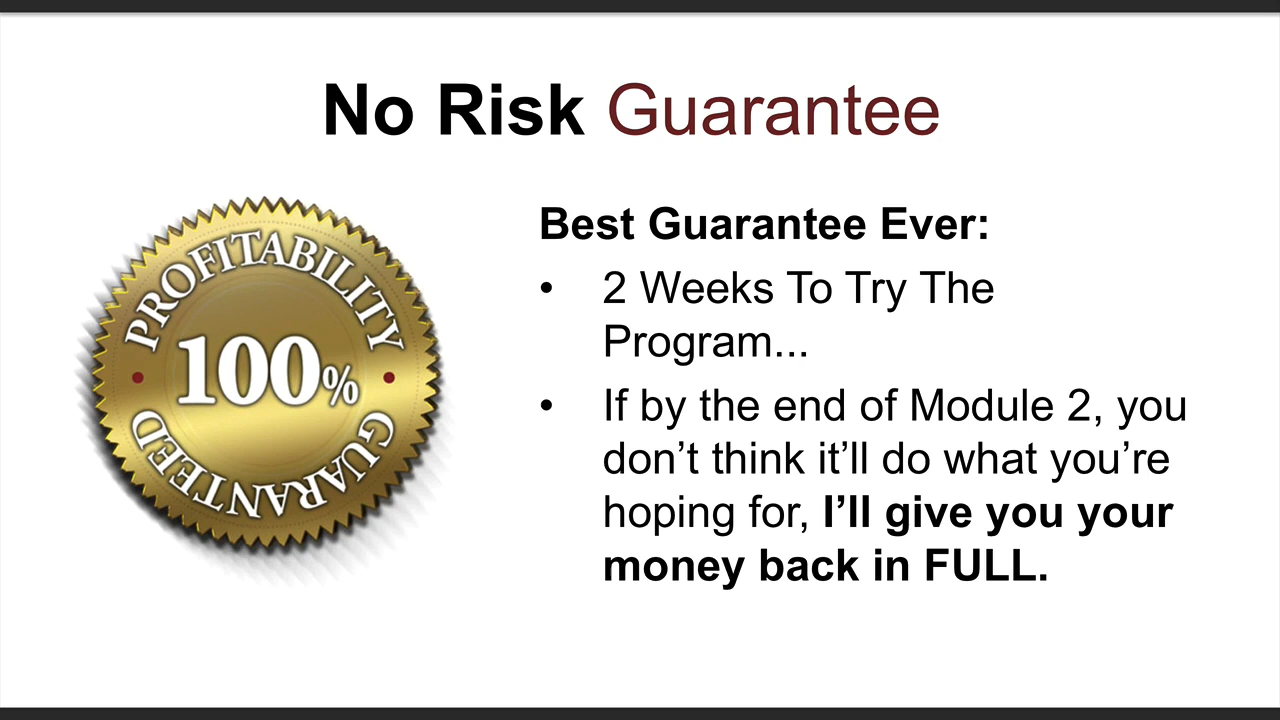 No Risk Guarantee
PROFITABILITY
100%
GUARANTEED
Best Guarantee Ever:
• 2 Weeks To Try The
Program...
• If by the end of Module 2, you
don’t think it’ll do what you’re
hoping for, I’ll give you your
money back in FULL.